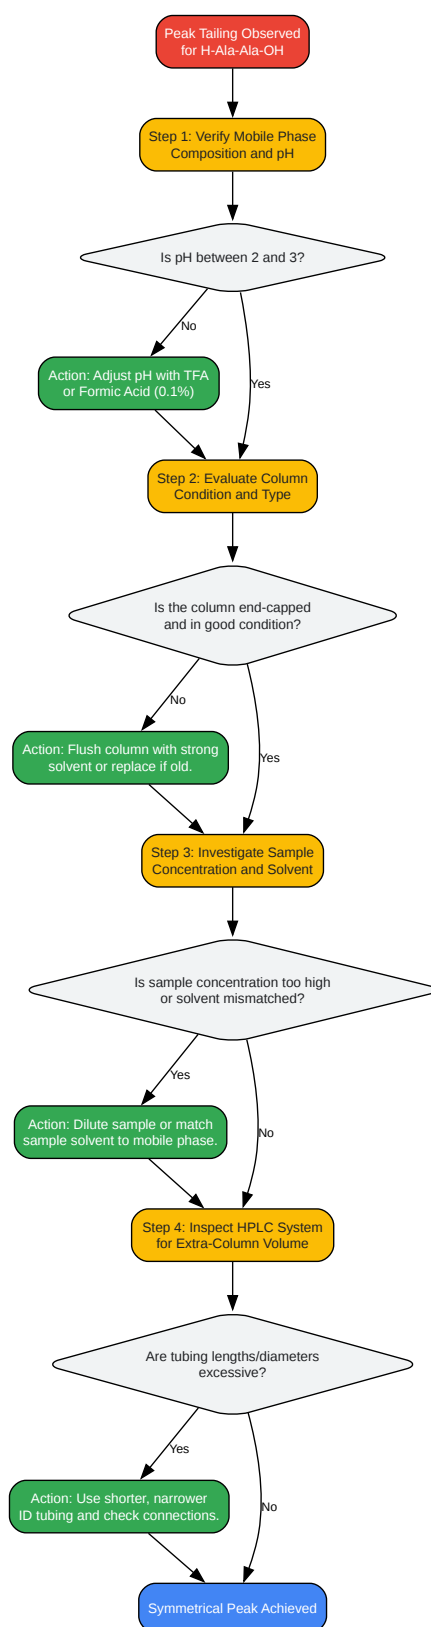 Peak Tailing Observed
for H-Ala-Ala-OH
Step 1: Verify Mobile Phase
Composition and pH
Is pH between 2 and 3?
No
Action: Adjust pH with TFA
or Formic Acid (0.1%)
Yes
Step 2: Evaluate Column
Condition and Type
Is the column end-capped
and in good condition?
No
Action: Flush column with strong
solvent or replace if old.
Yes
Step 3: Investigate Sample
Concentration and Solvent
Is sample concentration too high
or solvent mismatched?
Yes
Action: Dilute sample or match
sample solvent to mobile phase.
No
Step 4: Inspect HPLC System
for Extra-Column Volume
Are tubing lengths/diameters
excessive?
Yes
Action: Use shorter, narrower
ID tubing and check connections.
No
Symmetrical Peak Achieved